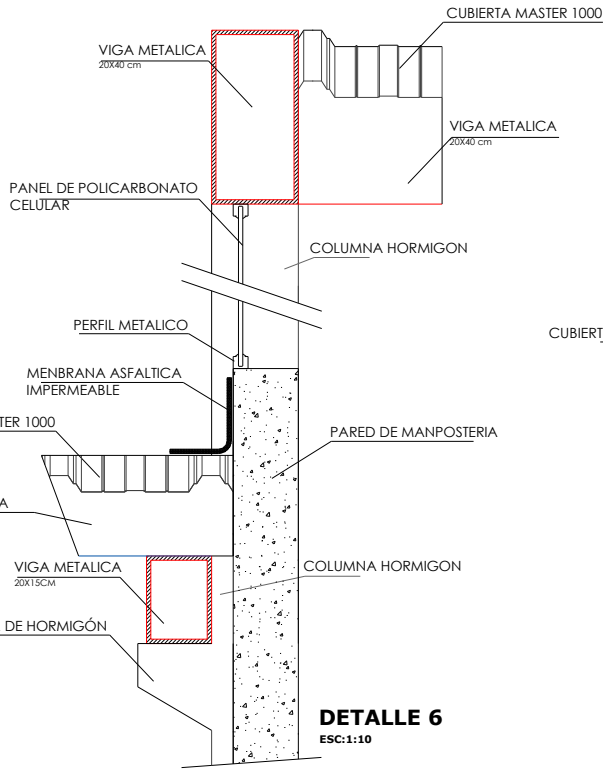 CUBIERTA MASTER 1000
VIGA METALICA
20X40 cm
VIGA METALICA
20X40 cm
PANEL DE POLICARBONATO
CELULAR
COLUMNA HORMIGON
PERFIL METALICO
CUBIERT
MENBRANA ASFALTICA
IMPERMEABLE
TER 1000
PARED DE MANPOSTERIA
A
VIGA METALICA
20X15CM
COLUMNA HORMIGON
DE HORMIGÓN
DETALLE 6
ESC:1:10